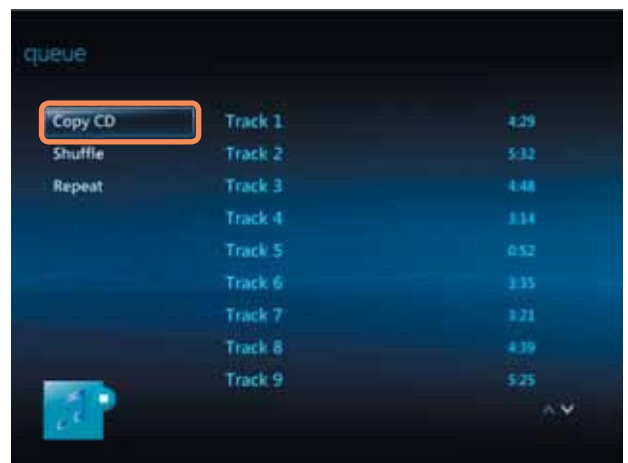 queue
Copy CD Track 1 4:29
Shuffle Track 2 5:32
Repeat Track 3 4:48
Track 4 3:14
Track 5 0:52
Track 6 3:35
Track 7 3:21
Track 8 4:39
Track 9 5:25